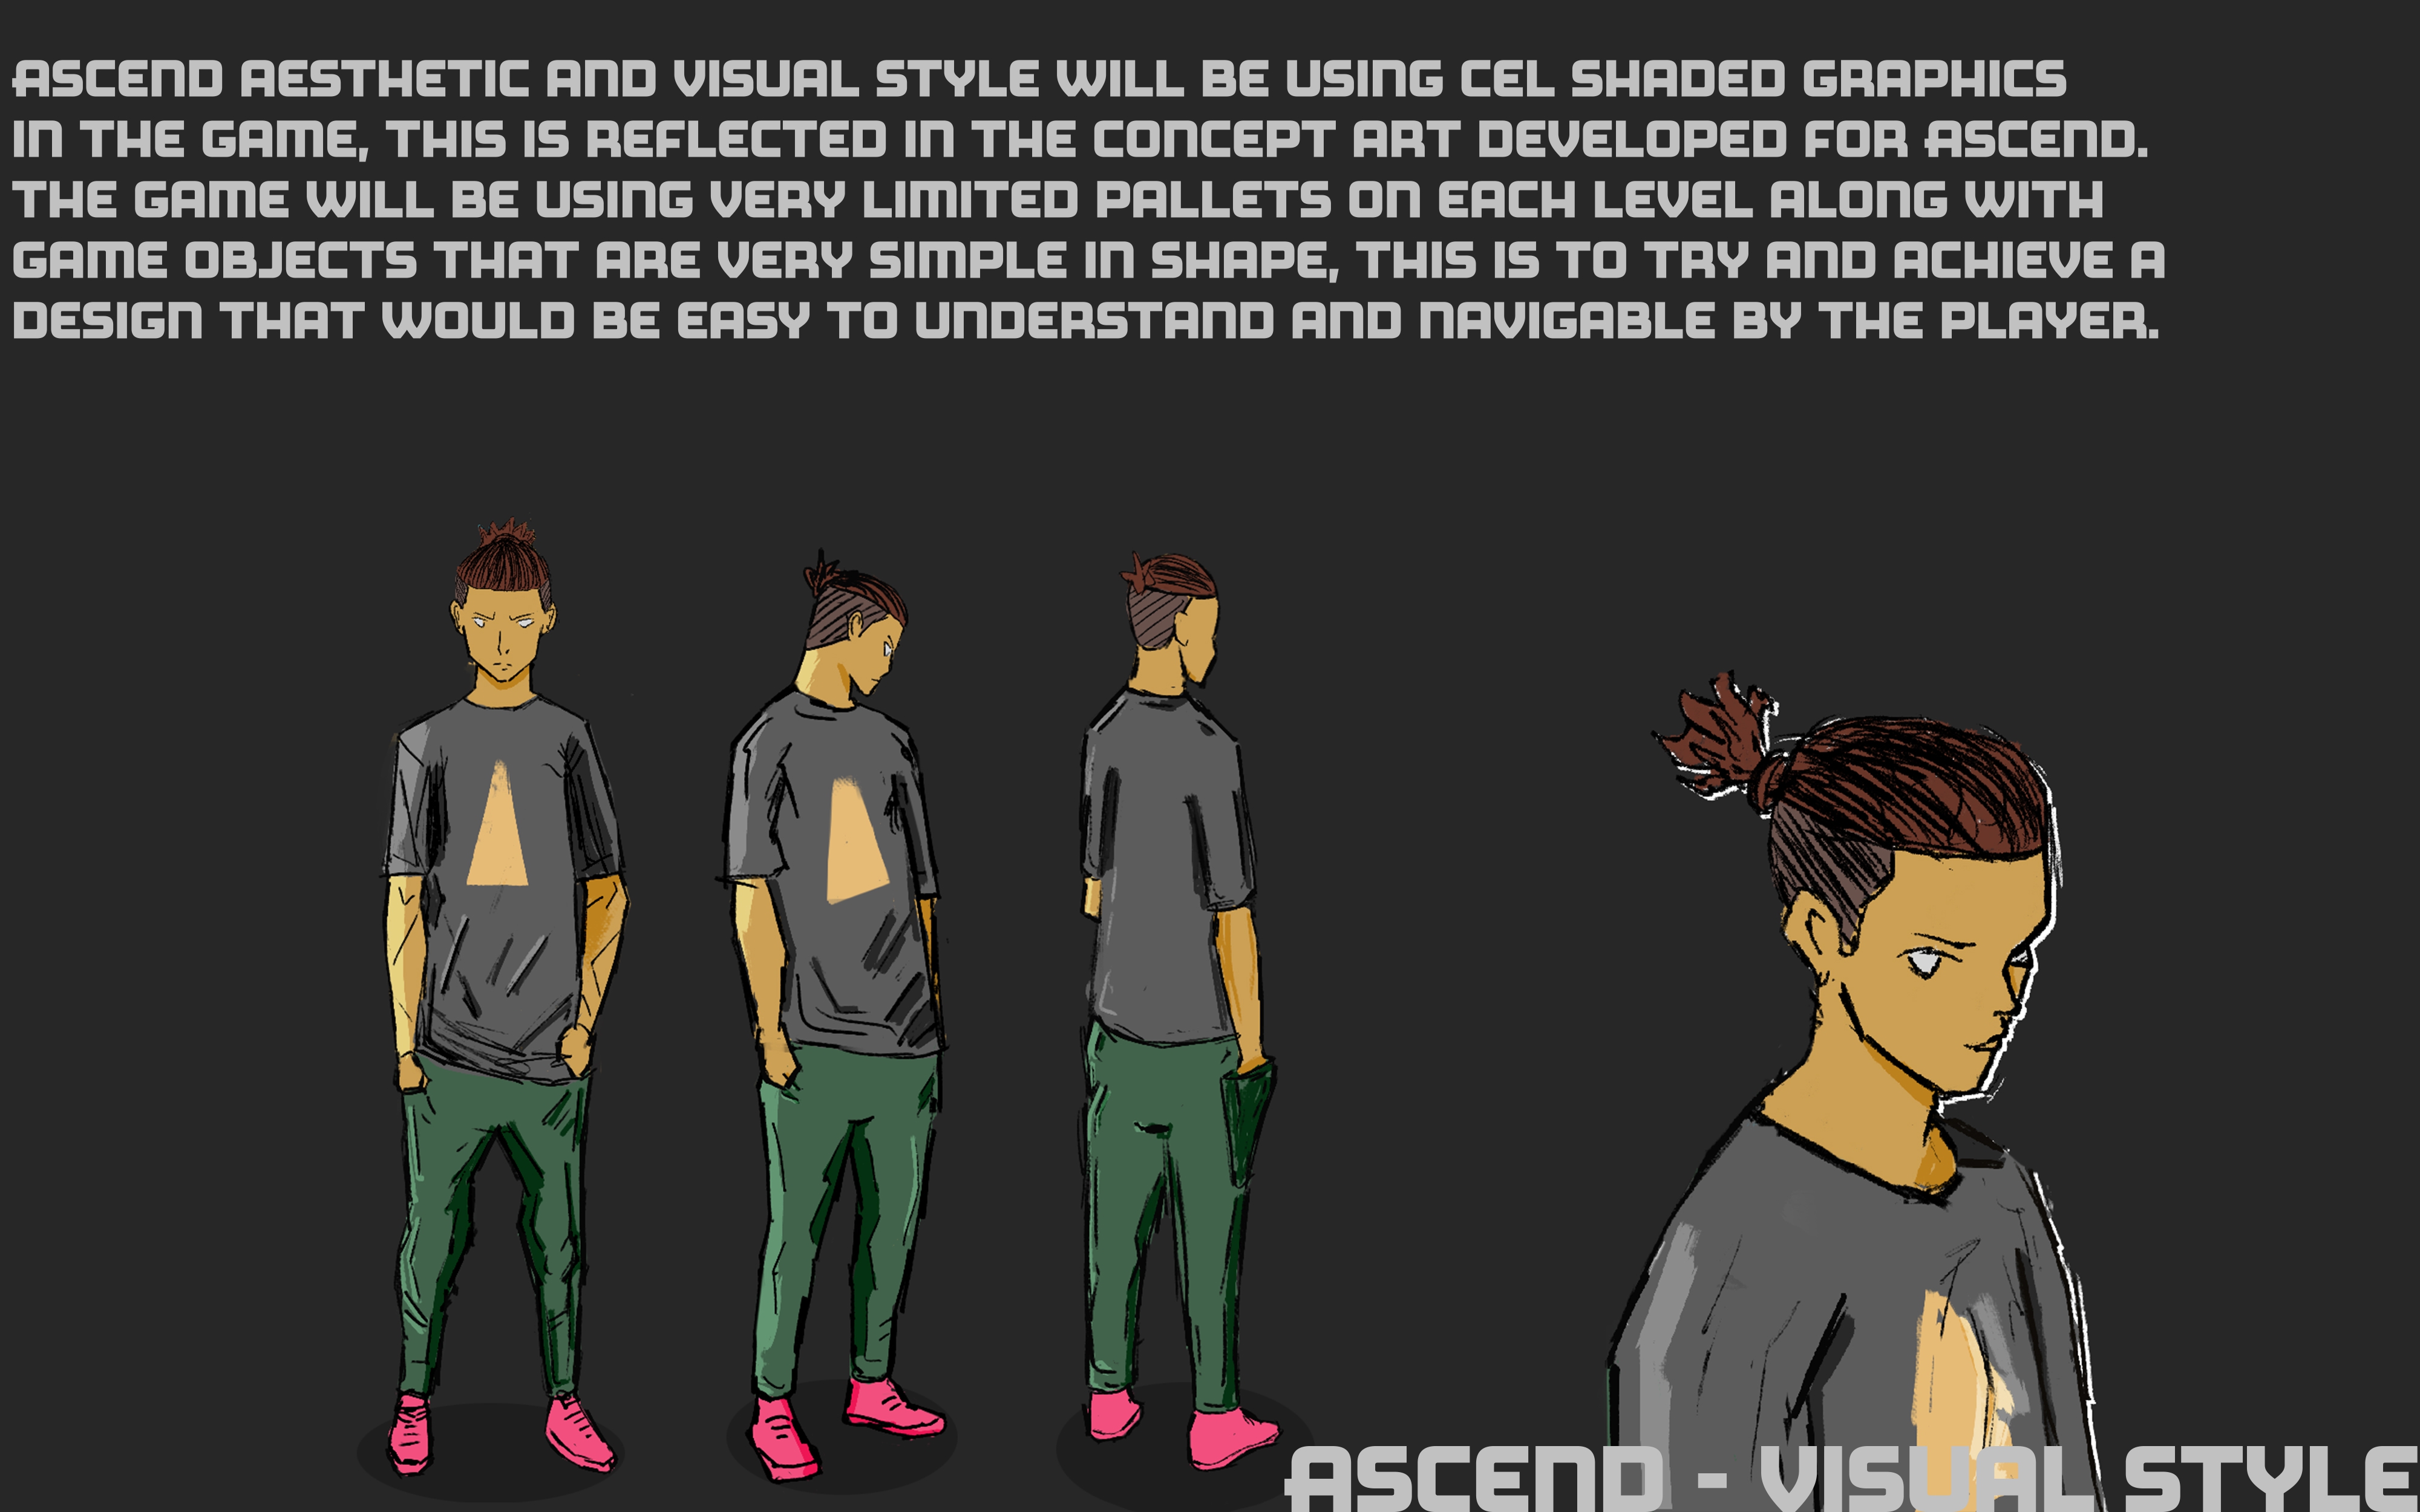 ASCEND AESTHETIC AND VISUAL STYLE WILL BE USING CEL SHADED GRAPHICS
IN THE GAME, THIS IS REFLECTED IN THE CONCEPT ART DEVELOPED FOR ASCEND.
THE GAME WILL BE USING VERY LIMITED PALLETS ON EACH LEVEL ALONG WITH
GAME OBJECTS THAT ARE VERY SIMPLE IN SHAPE, THIS IS TO TRY AND ACHIEVE A
DESIGN THAT WOULD BE EASY TO UNDERSTAND AND NAVIGABLE BY THE PLAYER.
ASCEND - VISUAL STYLE